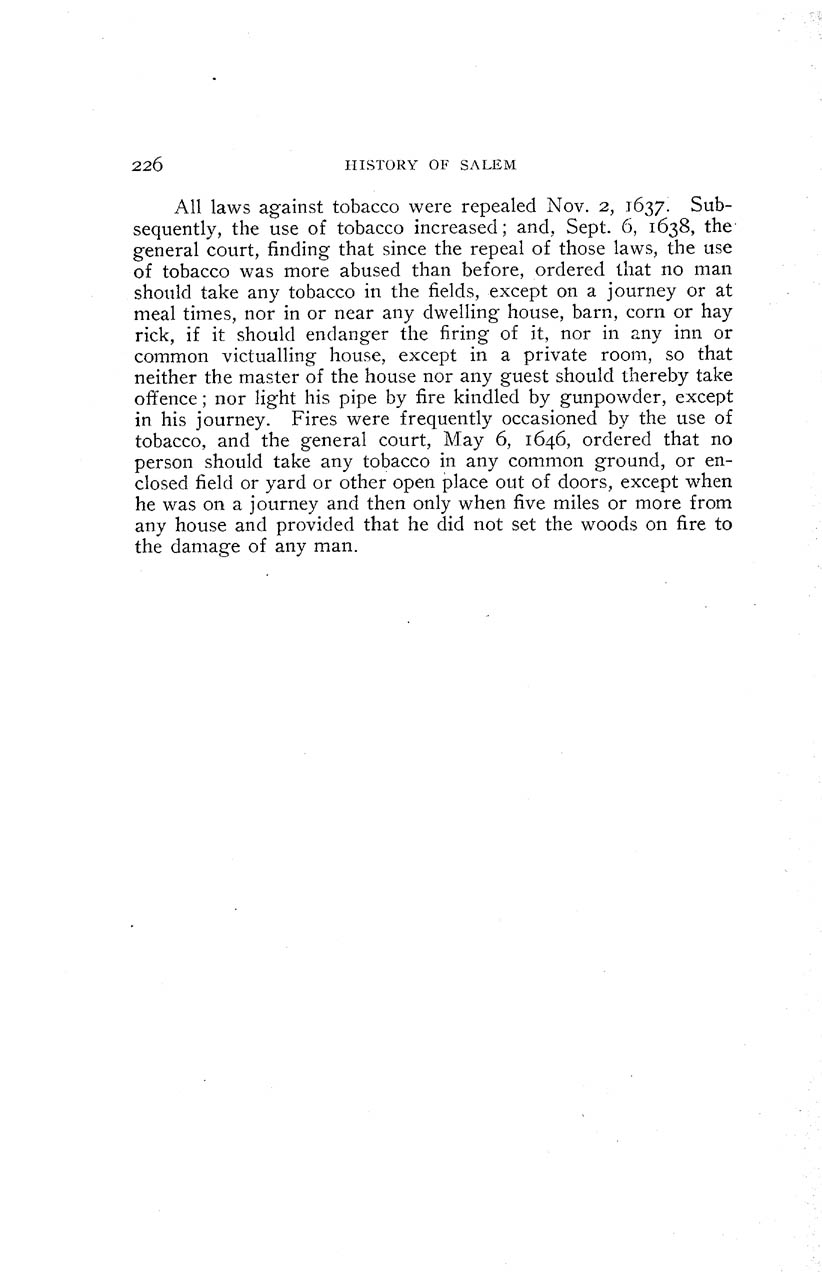 226 HISTORY OF SALEM
All laws against tobacco were repealed Nov. 2, 1637. Sub-
sequently, the use of tobacco increased; and, Sept. 6, 1638, the
general court, finding that since the repeal of those laws, the use
of tobacco was more abused than before, ordered that no man
should take any tobacco in the fields, except on a journey or at
meal times, nor in or near any dwelling house, barn, corn or hay
rick, if it should endanger the firing of it, nor in any inn or
common victualling house, except in a private room, so that
neither the master of the house nor any guest should thereby take
offence; nor light his pipe by fire kindled by gunpowder, except
in his journey. Fires were frequently occasioned by the use of
tobacco, and the general court, May 6, 1646, ordered that no
person should take any tobacco in any common ground, or en-
closed field or yard or other open place out of doors, except when
he was on a journey and then only when five miles or more from
any house and provided that he did not set the woods on fire to
the damage of any man.